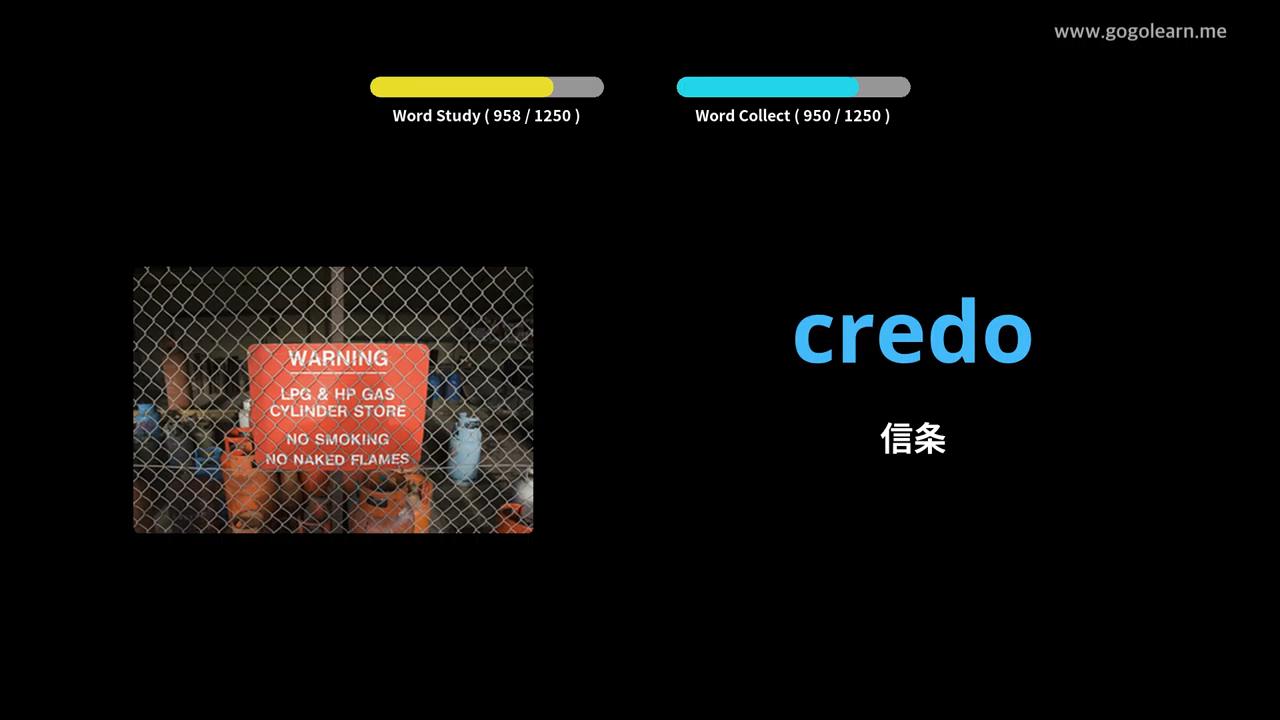 www.gogolearn.me
Word Study ( 958 / 1250 )
Word Collect ( 950 / 1250 )
WARNING
LPG & HP GAS
CYLINDER STORE
NO SMOKING
NO NAKED FLAMES
credo
信条